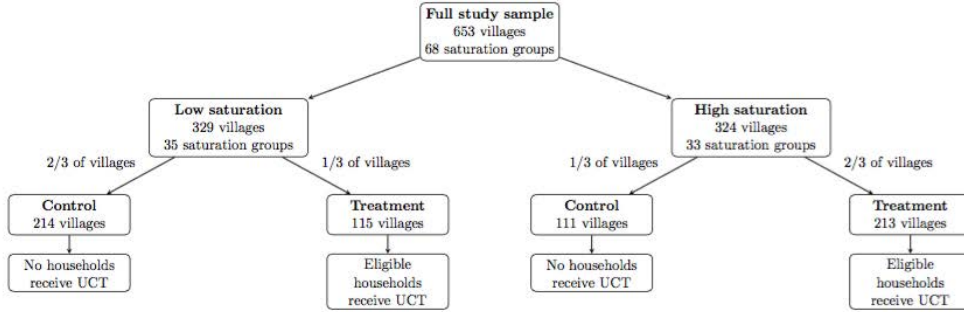 Full study sample
653 villages
68 saturation groups
Low saturation
329 villages
35 saturation groups
High saturation
324 villages
33 saturation groups
2/3 of villages
1/3 of villages
1/3 of villages
2/3 of villages
Control
214 villages
Treatment
115 villages
Control
111 villages
Treatment
213 villages
No households
receive UCT
Eligible
households
receive UCT
No households
receive UCT
Eligible
households
receive UCT